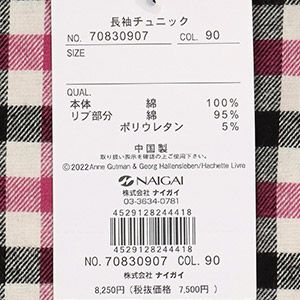 長袖チュニック
NO. 70830907 COL. 90
SIZE
QUAL.
本体 綿 100%
リブ部分 綿 95%
ポリウレタン 5%
中国製
取り扱い表示を確認の上ご使用下さい。
©2022 Anne Gutman & Georg Hallensleben/Hachette Livre
NAIGAI
株式会社 ナイガイ
03-3634-0781
4529128244418
4529128244418
NO. 70830907 COL. 90
株式会社 ナイガイ
8,250円(税抜価格 7,500円)